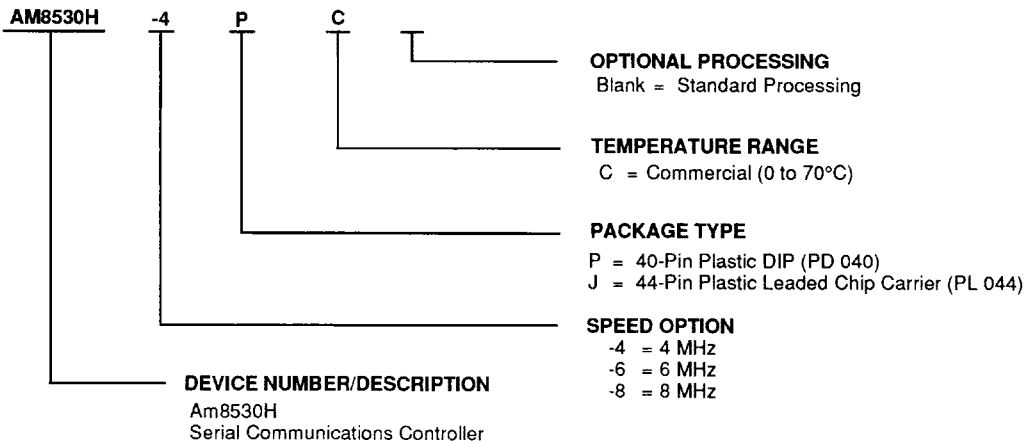 AM8530H -4 P C
OPTIONAL PROCESSING
Blank = Standard Processing
TEMPERATURE RANGE
C = Commercial (0 to 70°C)
PACKAGE TYPE
P = 40-Pin Plastic DIP (PD 040)
J = 44-Pin Plastic Leaded Chip Carrier (PL 044)
SPEED OPTION
-4 = 4 MHz
-6 = 6 MHz
-8 = 8 MHz
DEVICE NUMBER/DESCRIPTION
Am8530H
Serial Communications Controller